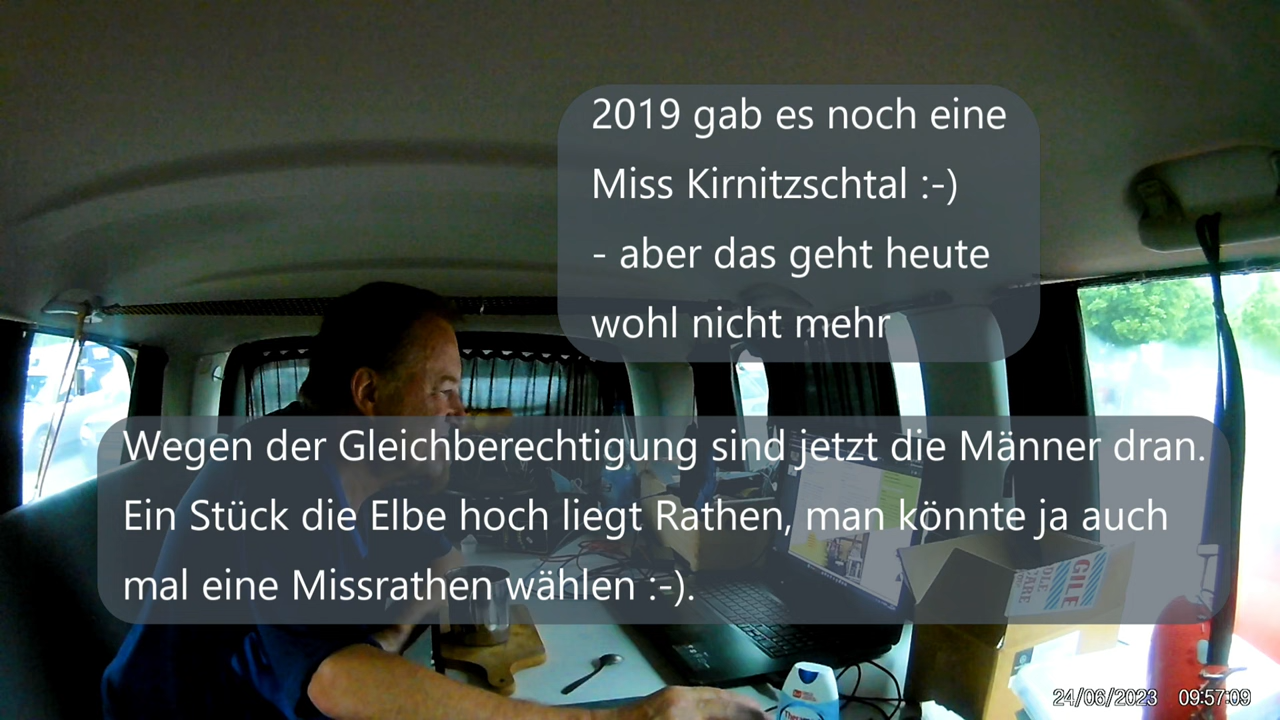 2019 gab es noch eine
Miss Kirnitzschtal :-)
- aber das geht heute
wohl nicht mehr
Wegen der Gleichberechtigung sind jetzt die Männer dran.
Ein Stück die Elbe hoch liegt Rathen, man könnte ja auch
mal eine Missrathen wählen :-).
GILE
24/06/2023 09:57:09